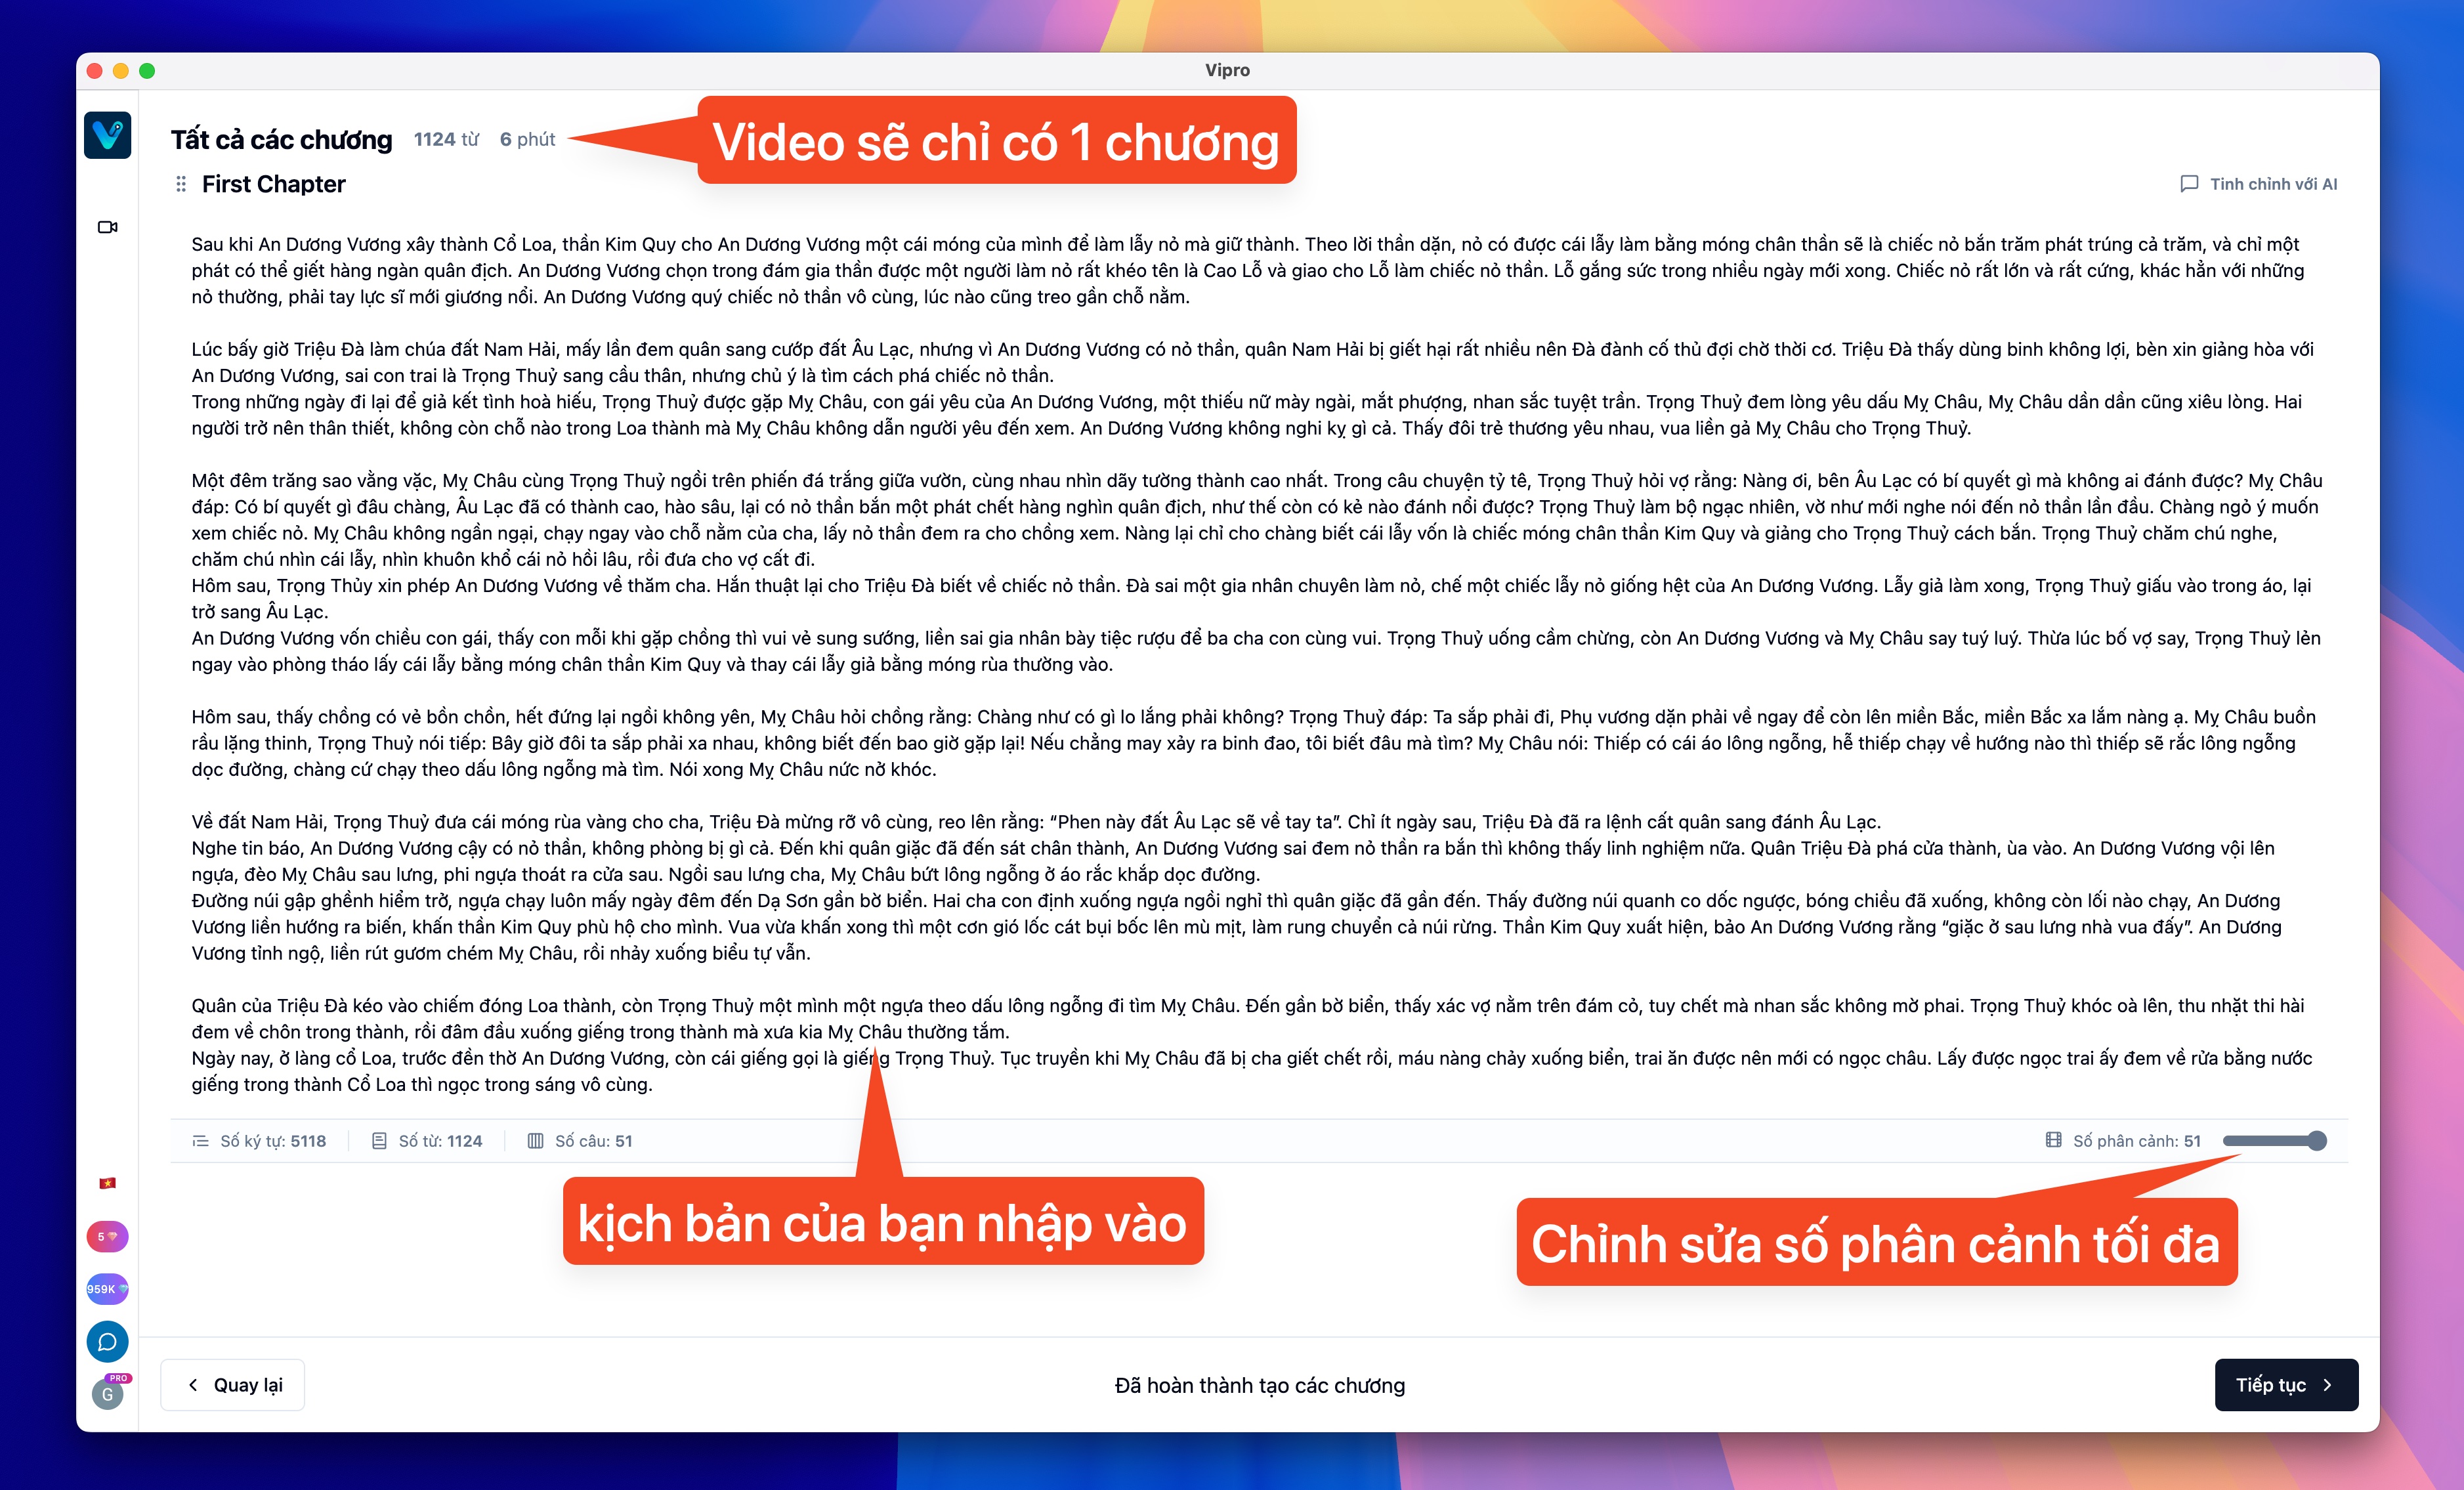 Vipro
Tất cả các chương 1124 từ 6 phút
Video sẽ chỉ có 1 chương
First Chapter
Tinh chỉnh với AI
Sau khi An Dương Vương xây thành Cổ Loa, thần Kim Quy cho An Dương Vương một cái móng của mình để làm lẫy nỏ mà giữ thành. Theo lời thần dặn, nỏ có được cái lẫy làm bằng móng chân thần sẽ là chiếc nỏ bắn trăm phát trúng cả trăm, và chỉ một
phát có thể giết hàng ngàn quân địch. An Dương Vương chọn trong đám gia thần được một người làm nỏ rất khéo tên là Cao Lỗ và giao cho Lỗ làm chiếc nỏ thần. Lỗ gắng sức trong nhiều ngày mới xong. Chiếc nỏ rất lớn và rất cứng, khác hẳn với những
nỏ thường, phải tay lực sĩ mới giương nổi. An Dương Vương quý chiếc nỏ thần vô cùng, lúc nào cũng treo gần chỗ nằm.
Lúc bấy giờ Triệu Đà làm chúa đất Nam Hải, mấy lần đem quân sang cướp đất Âu Lạc, nhưng vì An Dương Vương có nỏ thần, quân Nam Hải bị giết hại rất nhiều nên Đà đành cố thủ đợi chờ thời cơ. Triệu Đà thấy dùng binh không lợi, bèn xin giảng hòa với
An Dương Vương, sai con trai là Trọng Thuỷ sang cầu thân, nhưng chủ ý là tìm cách phá chiếc nỏ thần.
Trong những ngày đi lại để giả kết tình hoà hiếu, Trọng Thuỷ được gặp Mỵ Châu, con gái yêu của An Dương Vương, một thiếu nữ mày ngài, mắt phượng, nhan sắc tuyệt trần. Trọng Thuỷ đem lòng yêu dấu Mỵ Châu, Mỵ Châu dần dần cũng xiêu lòng. Hai
người trở nên thân thiết, không còn chỗ nào trong Loa thành mà Mỵ Châu không dẫn người yêu đến xem. An Dương Vương không nghi kỵ gì cả. Thấy đôi trẻ thương yêu nhau, vua liền gả Mỵ Châu cho Trọng Thuỷ.
Một đêm trăng sao vằng vặc, Mỵ Châu cùng Trọng Thuỷ ngồi trên phiến đá trắng giữa vườn, cùng nhau nhìn dãy tường thành cao nhất. Trong câu chuyện tỷ tê, Trọng Thuỷ hỏi vợ rằng: Nàng ơi, bên Âu Lạc có bí quyết gì mà không ai đánh được? Mỵ Châu
đáp: Có bí quyết gì đâu chàng, Âu Lạc đã có thành cao, hào sâu, lại có nỏ thần bắn một phát chết hàng nghìn quân địch, như thế còn có kẻ nào đánh nổi được? Trọng Thuỷ làm bộ ngạc nhiên, vờ như mới nghe nói đến nỏ thần lần đầu. Chàng ngỏ ý muốn
xem chiếc nỏ. Mỵ Châu không ngần ngại, chạy ngay vào chỗ nằm của cha, lấy nỏ thần đem ra cho chồng xem. Nàng lại chỉ cho chàng biết cái lẫy vốn là chiếc móng chân thần Kim Quy và giảng cho Trọng Thuỷ cách bắn. Trọng Thuỷ chăm chú nghe,
chăm chú nhìn cái lẫy, nhìn khuôn khổ cái nỏ hồi lâu, rồi đưa cho vợ cất đi.
Hôm sau, Trọng Thủy xin phép An Dương Vương về thăm cha. Hắn thuật lại cho Triệu Đà biết về chiếc nỏ thần. Đà sai một gia nhân chuyên làm nỏ, chế một chiếc lẫy nỏ giống hệt của An Dương Vương. Lẫy giả làm xong, Trọng Thuỷ giấu vào trong áo, lại
trở sang Âu Lạc.
An Dương Vương vốn chiều con gái, thấy con mỗi khi gặp chồng thì vui vẻ sung sướng, liền sai gia nhân bày tiệc rượu để ba cha con cùng vui. Trọng Thuỷ uống cầm chừng, còn An Dương Vương và Mỵ Châu say tuý luý. Thừa lúc bố vợ say, Trọng Thuỷ lẻn
ngay vào phòng tháo lấy cái lẫy bằng móng chân thần Kim Quy và thay cái lẫy giả bằng móng rùa thường vào.
Hôm sau, thấy chồng có vẻ bồn chồn, hết đứng lại ngồi không yên, Mỵ Châu hỏi chồng rằng: Chàng như có gì lo lắng phải không? Trọng Thuỷ đáp: Ta sắp phải đi, Phụ vương dặn phải về ngay để còn lên miền Bắc, miền Bắc xa lắm nàng ạ. Mỵ Châu buồn
rầu lặng thinh, Trọng Thuỷ nói tiếp: Bây giờ đôi ta sắp phải xa nhau, không biết đến bao giờ gặp lại! Nếu chẳng may xảy ra binh đao, tôi biết đâu mà tìm? Mỵ Châu nói: Thiếp có cái áo lông ngỗng, hễ thiếp chạy về hướng nào thì thiếp sẽ rắc lông ngỗng
dọc đường, chàng cứ chạy theo dấu lông ngỗng mà tìm. Nói xong Mỵ Châu nức nở khóc.
Về đất Nam Hải, Trọng Thuỷ đưa cái móng rùa vàng cho cha, Triệu Đà mừng rỡ vô cùng, reo lên rằng: “Phen này đất Âu Lạc sẽ về tay ta”. Chỉ ít ngày sau, Triệu Đà đã ra lệnh cất quân sang đánh Âu Lạc.
Nghe tin báo, An Dương Vương cậy có nỏ thần, không phòng bị gì cả. Đến khi quân giặc đã đến sát chân thành, An Dương Vương sai đem nỏ thần ra bắn thì không thấy linh nghiệm nữa. Quân Triệu Đà phá cửa thành, ùa vào. An Dương Vương vội lên
ngựa, đèo Mỵ Châu sau lưng, phi ngựa thoát ra cửa sau. Ngồi sau lưng cha, Mỵ Châu bứt lông ngỗng ở áo rắc khắp dọc đường.
Đường núi gập ghềnh hiểm trở, ngựa chạy luôn mấy ngày đêm đến Dạ Sơn gần bờ biển. Hai cha con định xuống ngựa ngồi nghỉ thì quân giặc đã gần đến. Thấy đường núi quanh co dốc ngược, bóng chiều đã xuống, không còn lối nào chạy, An Dương
Vương liền hướng ra biển, khấn thần Kim Quy phù hộ cho mình. Vua vừa khấn xong thì một cơn gió lốc cát bụi bốc lên mù mịt, làm rung chuyển cả núi rừng. Thần Kim Quy xuất hiện, bảo An Dương Vương rằng “giặc ở sau lưng nhà vua đấy”. An Dương
Vương tỉnh ngộ, liền rút gươm chém Mỵ Châu, rồi nhảy xuống biểu tự vẫn.
Quân của Triệu Đà kéo vào chiếm đóng Loa thành, còn Trọng Thuỷ một mình một ngựa theo dấu lông ngỗng đi tìm Mỵ Châu. Đến gần bờ biển, thấy xác vợ nằm trên đám cỏ, tuy chết mà nhan sắc không mờ phai. Trọng Thuỷ khóc oà lên, thu nhặt thi hài
đem về chôn trong thành, rồi đâm đầu xuống giếng trong thành mà xưa kia Mỵ Châu thường tắm.
Ngày nay, ở làng cổ Loa, trước đền thờ An Dương Vương, còn cái giếng gọi là giếng Trọng Thuỷ. Tục truyền khi Mỵ Châu đã bị cha giết chết rồi, máu nàng chảy xuống biển, trai ăn được nên mới có ngọc châu. Lấy được ngọc trai ấy đem về rửa bằng nước
giếng trong thành Cổ Loa thì ngọc trong sáng vô cùng.
Số ký tự: 5118 Số từ: 1124 Số câu: 51 Số phân cảnh: 51
kịch bản của bạn nhập vào
Chỉnh sửa số phân cảnh tối đa
5
959K
PRO
G
Quay lại
Đã hoàn thành tạo các chương
Tiếp tục